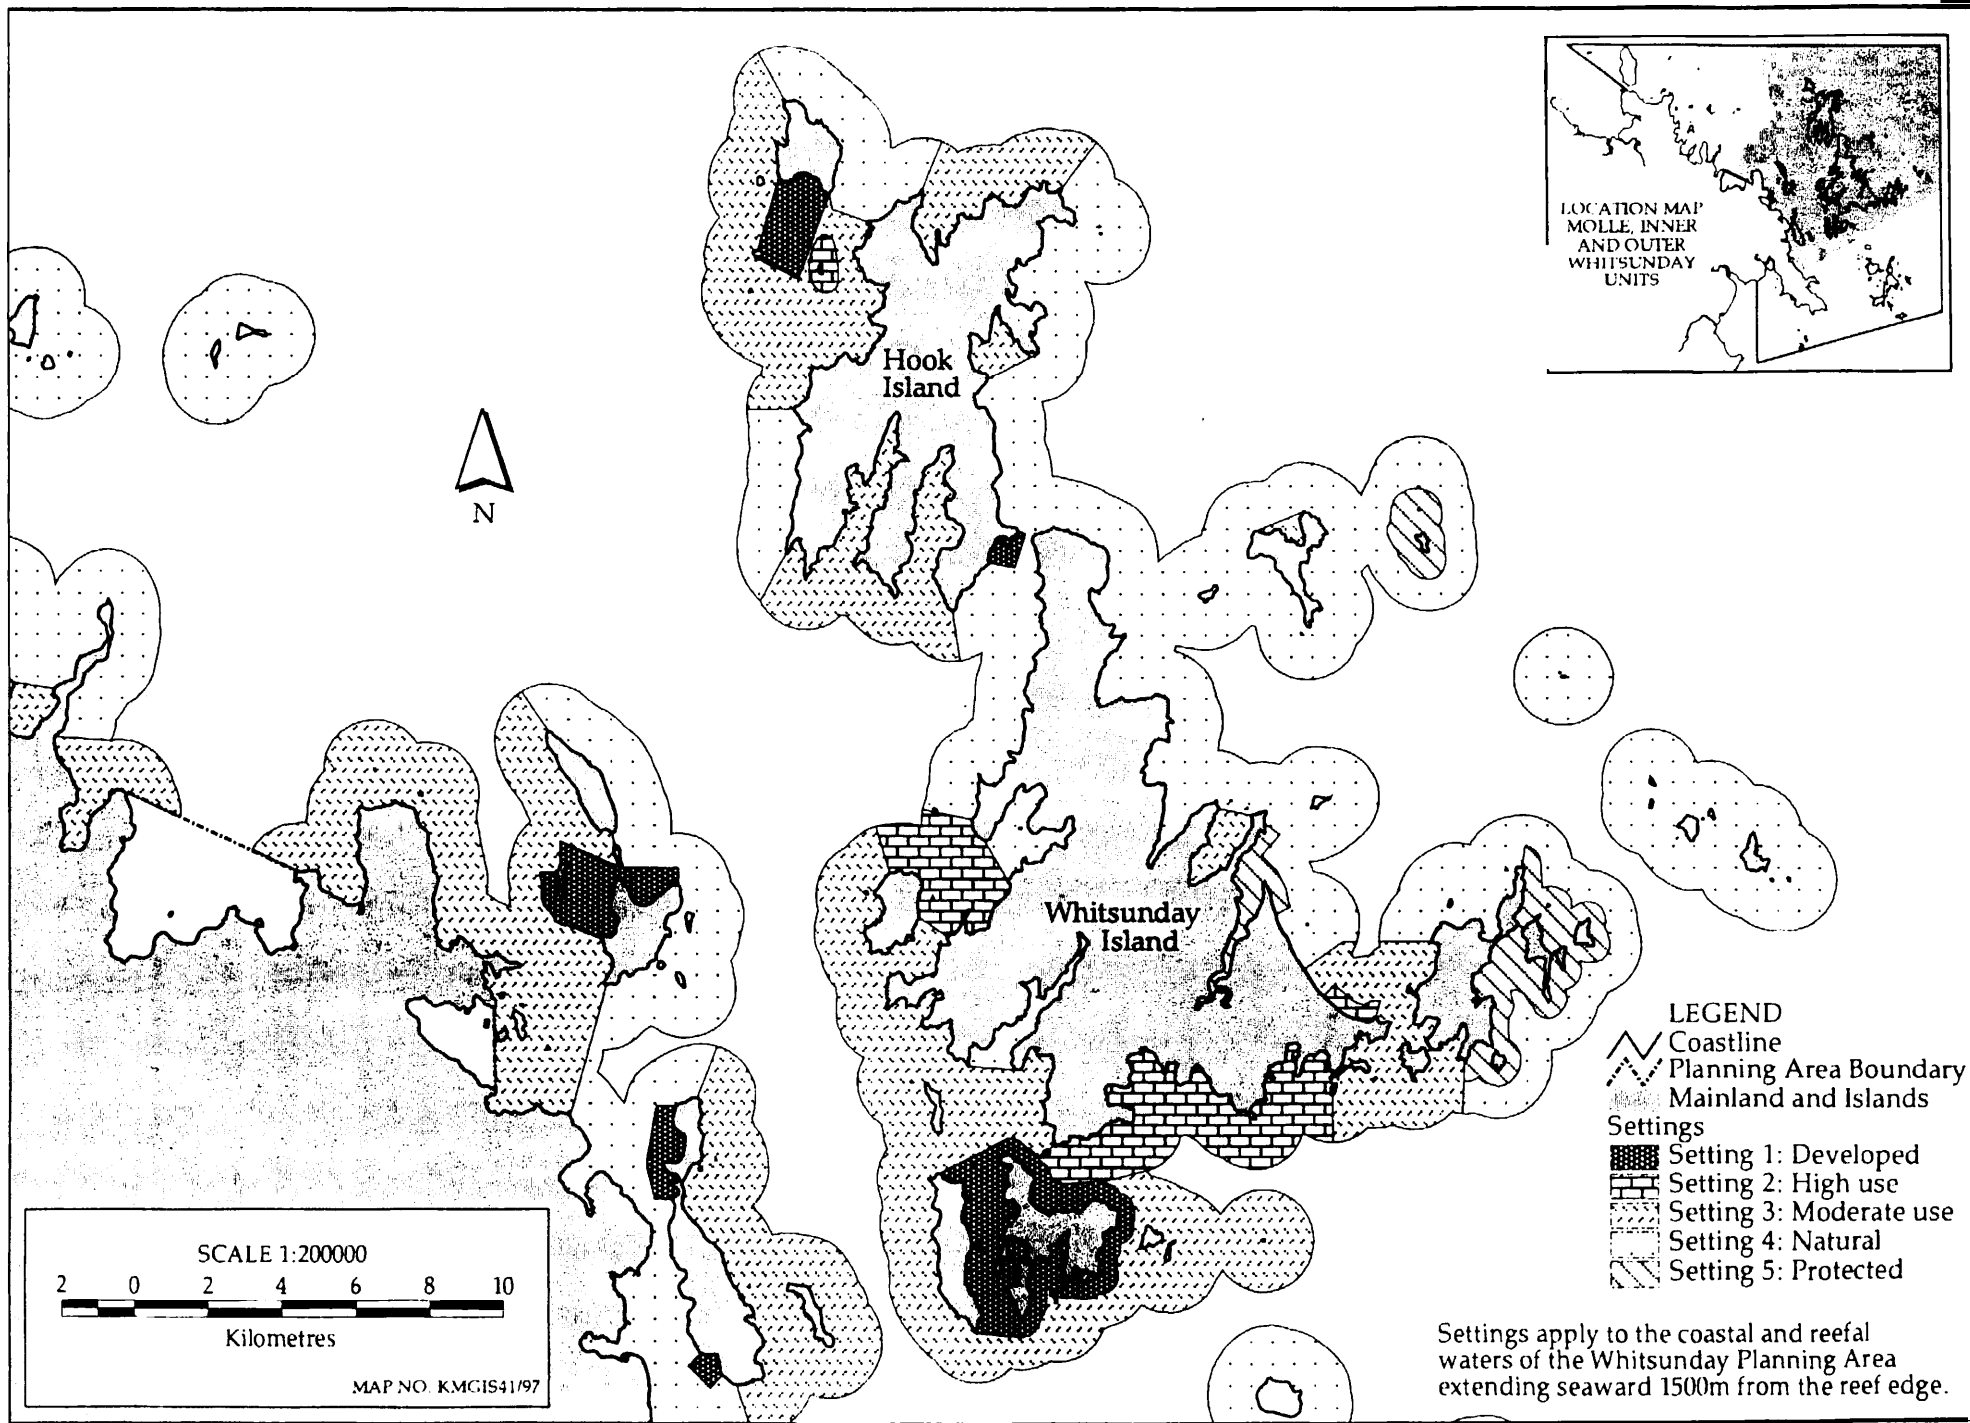 LOCATION MAP
MOLLE, INNER
AND OUTER
WHITSUNDAY
UNITS
Hook
Island
N
Whitsunday
Island
LEGEND
Coastline
Planning Area Boundary
Mainland and Islands
Settings
Setting 1: Developed
Setting 2: High use
Setting 3: Moderate use
Setting 4: Natural
Setting 5: Protected
SCALE 1:200000
2 0 2 4 6 8 10
Kilometres
MAP NO. KMGIS41/97
Settings apply to the coastal and reefal
waters of the Whitsunday Planning Area
extending seaward 1500m from the reef edge.